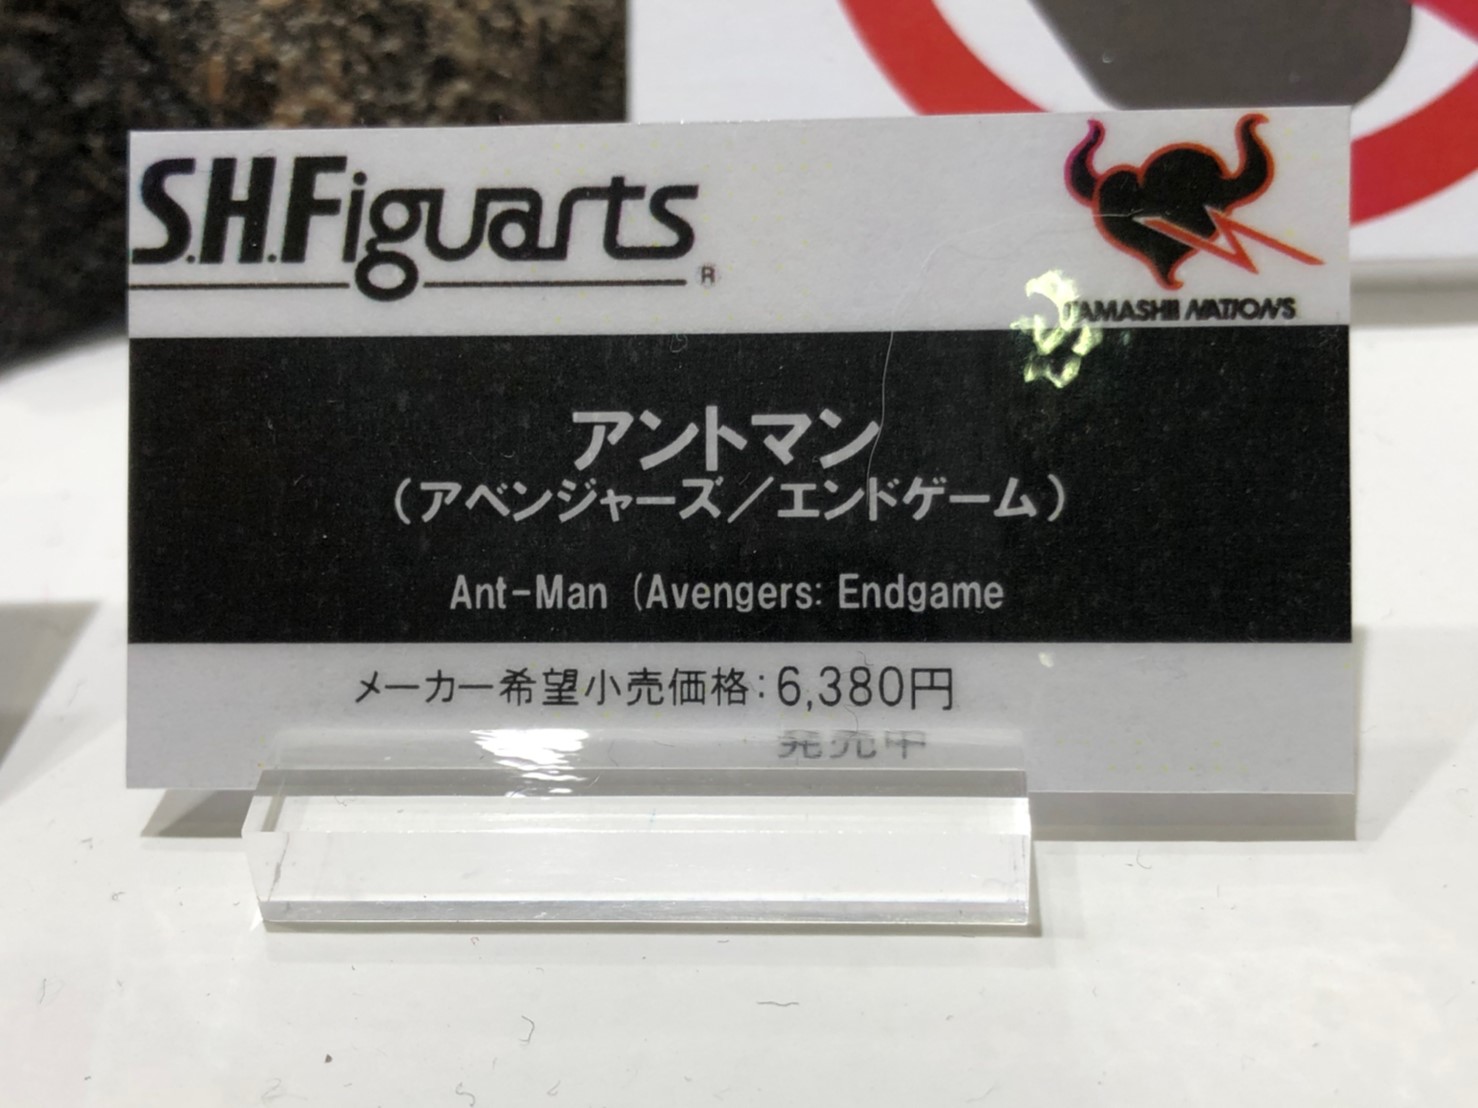 S.H.Figuarts®
TAMASHII NATIONS
アントマン
（アベンジャーズ／エンドゲーム）
Ant-Man (Avengers: Endgame
メーカー希望小売価格：6,380円
発売中